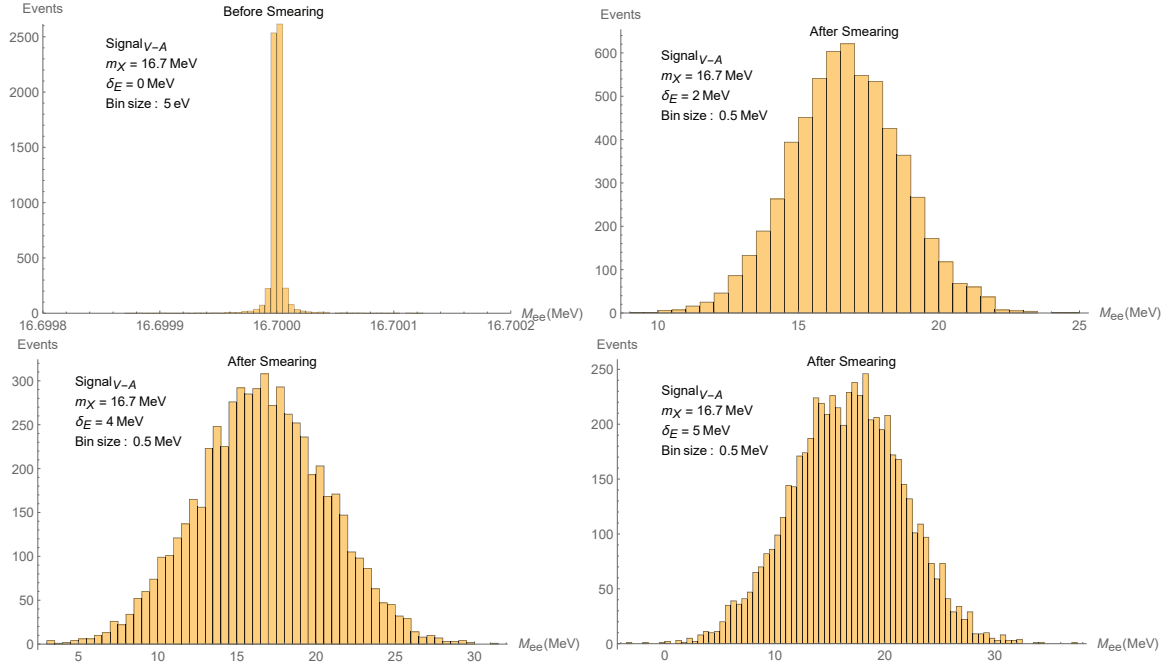 Events
Before Smearing
Signal_V−A
m_X = 16.7 MeV
δ_E = 0 MeV
Bin size : 5 eV
2500
2000
1500
1000
500
0
16.6998 16.6999 16.7000 16.7001 16.7002
M_ee(MeV)
Events
After Smearing
Signal_V−A
m_X = 16.7 MeV
δ_E = 2 MeV
Bin size : 0.5 MeV
600
500
400
300
200
100
0
10 15 20 25
M_ee(MeV)
Events
After Smearing
Signal_V−A
m_X = 16.7 MeV
δ_E = 4 MeV
Bin size : 0.5 MeV
300
250
200
150
100
50
0
5 10 15 20 25 30
M_ee(MeV)
Events
After Smearing
Signal_V−A
m_X = 16.7 MeV
δ_E = 5 MeV
Bin size : 0.5 MeV
250
200
150
100
50
0
0 10 20 30
M_ee(MeV)